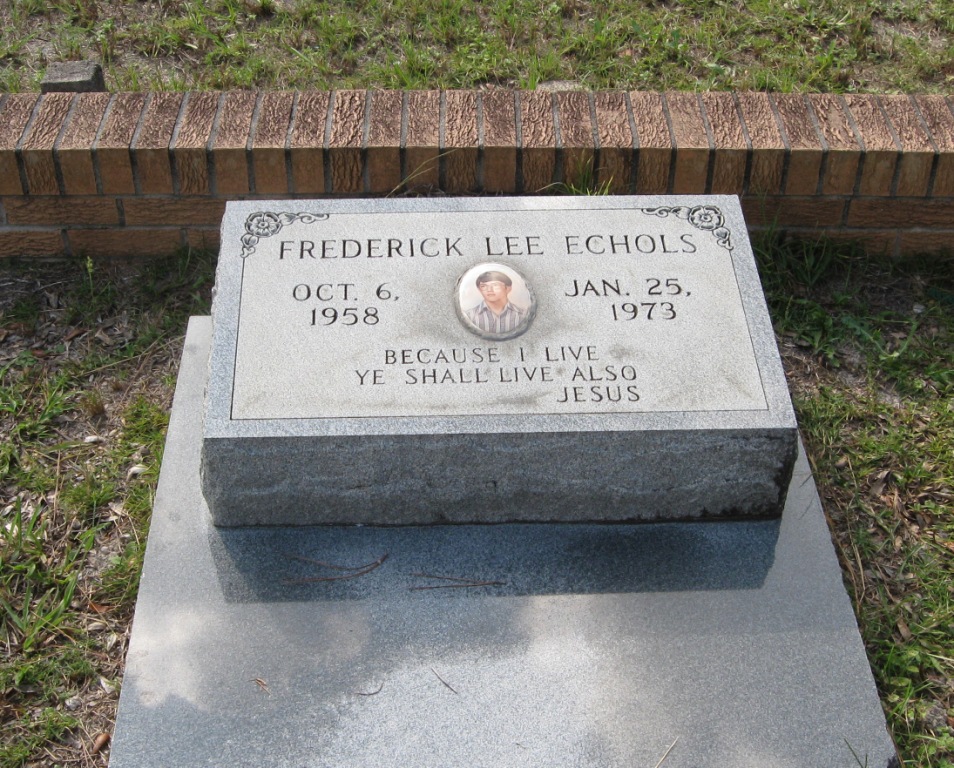 FREDERICK LEE ECHOLS
OCT. 6, JAN. 25,
1958 1973
BECAUSE I LIVE
YE SHALL LIVE ALSO
JESUS